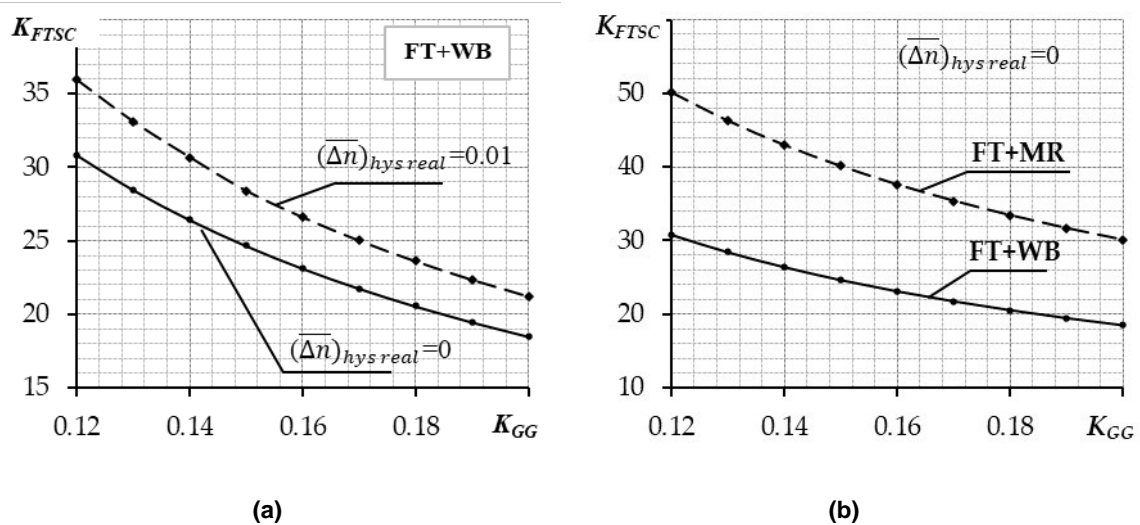 K_FTSC
FT+WB
35
30
25
20
15
(Δn̅)_hys real=0.01
(Δn̅)_hys real=0
0.12 0.14 0.16 0.18 K_GG
(a)
K_FTSC
(Δn̅)_hys real=0
50
40
30
20
10
FT+MR
FT+WB
0.12 0.14 0.16 0.18 K_GG
(b)